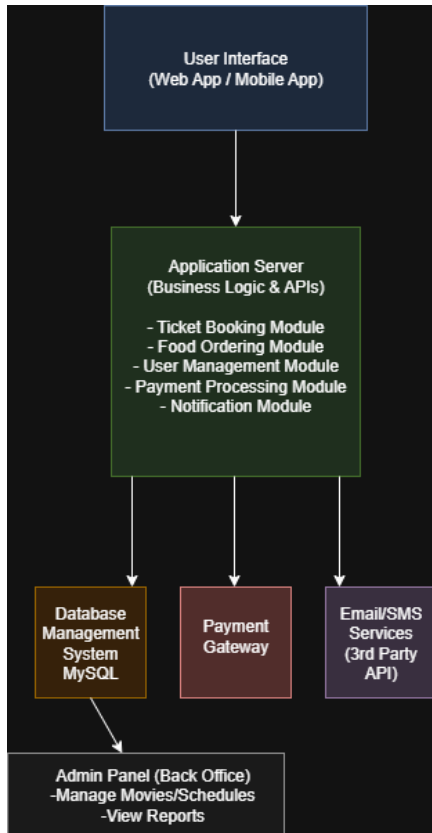 User Interface
(Web App / Mobile App)
Application Server
(Business Logic & APIs)
- Ticket Booking Module
- Food Ordering Module
- User Management Module
- Payment Processing Module
- Notification Module
Database
Management
System
MySQL
Payment
Gateway
Email/SMS
Services
(3rd Party
API)
Admin Panel (Back Office)
-Manage Movies/Schedules
-View Reports